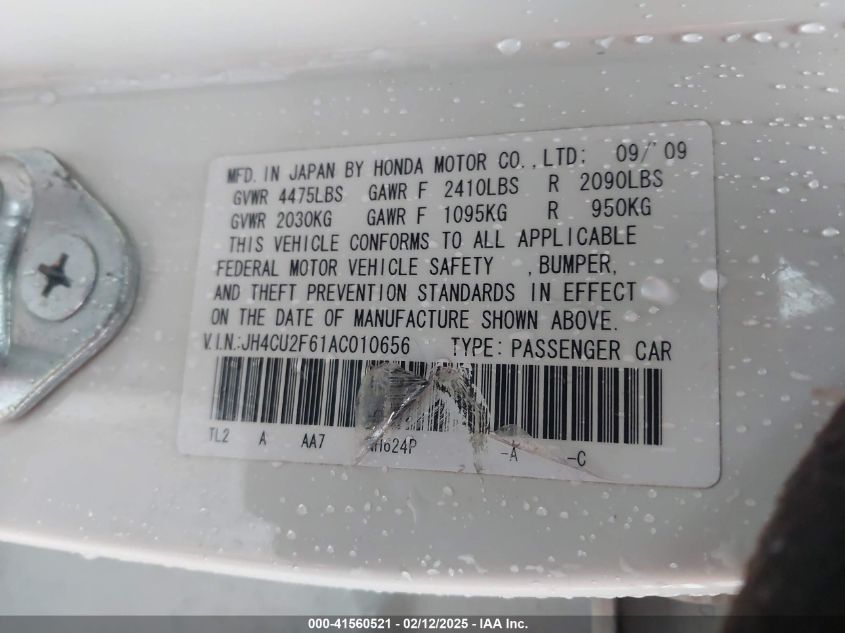 MFD. IN JAPAN BY HONDA MOTOR CO., LTD: 09/'09
GVWR 4475LBS GAWR F 2410LBS R 2090LBS
GVWR 2030KG GAWR F 1095KG R 950KG
THIS VEHICLE CONFORMS TO ALL APPLICABLE
FEDERAL MOTOR VEHICLE SAFETY , BUMPER,
AND THEFT PREVENTION STANDARDS IN EFFECT
ON THE DATE OF MANUFACTURE SHOWN ABOVE.
V.I.N.:JH4CU2F61AC010656 TYPE: PASSENGER CAR
TL2 A AA7 NH624P -A -C
000-41560521 - 02/12/2025 - IAA Inc.